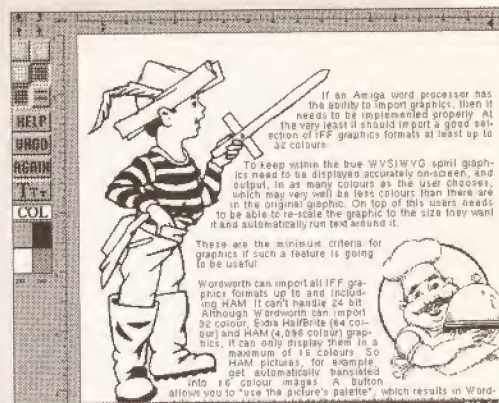 HELP
UNDO
AGAIN
COL
If an Amiga word processor has
the ability to import graphics, then it
needs to be implemented properly. At
the very least it should import a good sel-
ection of IFF graphics formats at least up to
32 colours.
To keep within the true WYSIWYG spirit graph-
ics need to be displayed accurately on-screen, and
output, in as many colours as the user chooses,
which may very well be less colours than there are
in the original graphic. On top of this users needs
to be able to re-scale the graphic to the size they want
it and automatically run text around it.
These are the minimum criteria for
graphics if such a feature is going
to be useful.
Wordworth can import all IFF gra-
phics formats up to and includ-
ing HAM. It can't handle 24 bit.
Although Wordworth can import
32 colour, Extra HalfBrite (64 col-
our) and HAM (4,096 colour) grap-
hics, it can only display them in a
maximum of 16 colours. So
HAM pictures, for example,
get automatically translated
into 16 colour images. A button
allows you to "use the picture's palette", which results in Word-